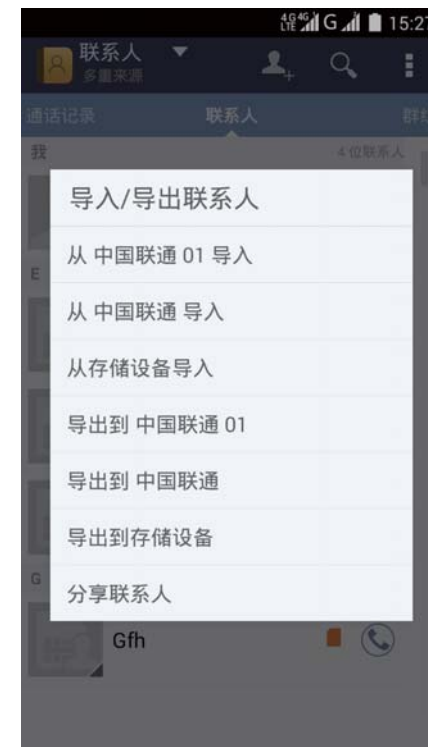 4G 4G LTE G 15:27
联系人
多重来源
通话记录 联系人 群组
我 4 位联系人
导入/导出联系人
从 中国联通 01 导入
E
从 中国联通 导入
从存储设备导入
导出到 中国联通 01
导出到 中国联通
导出到存储设备
G
分享联系人
Gfh